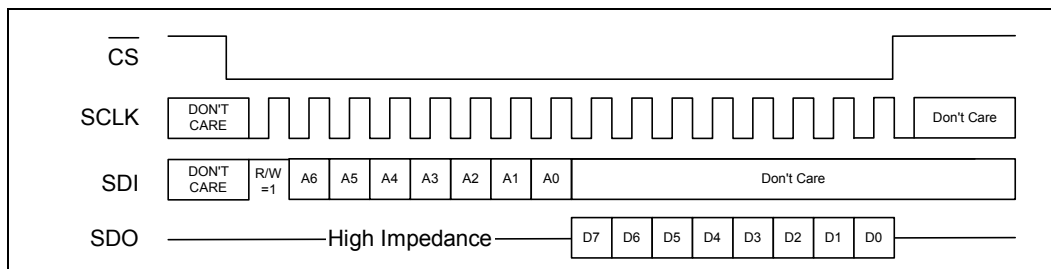 CS
SCLK
DON'T
CARE
Don't Care
SDI
DON'T
CARE
R/W
=1
A6 A5 A4 A3 A2 A1 A0
Don't Care
SDO
High Impedance
D7 D6 D5 D4 D3 D2 D1 D0